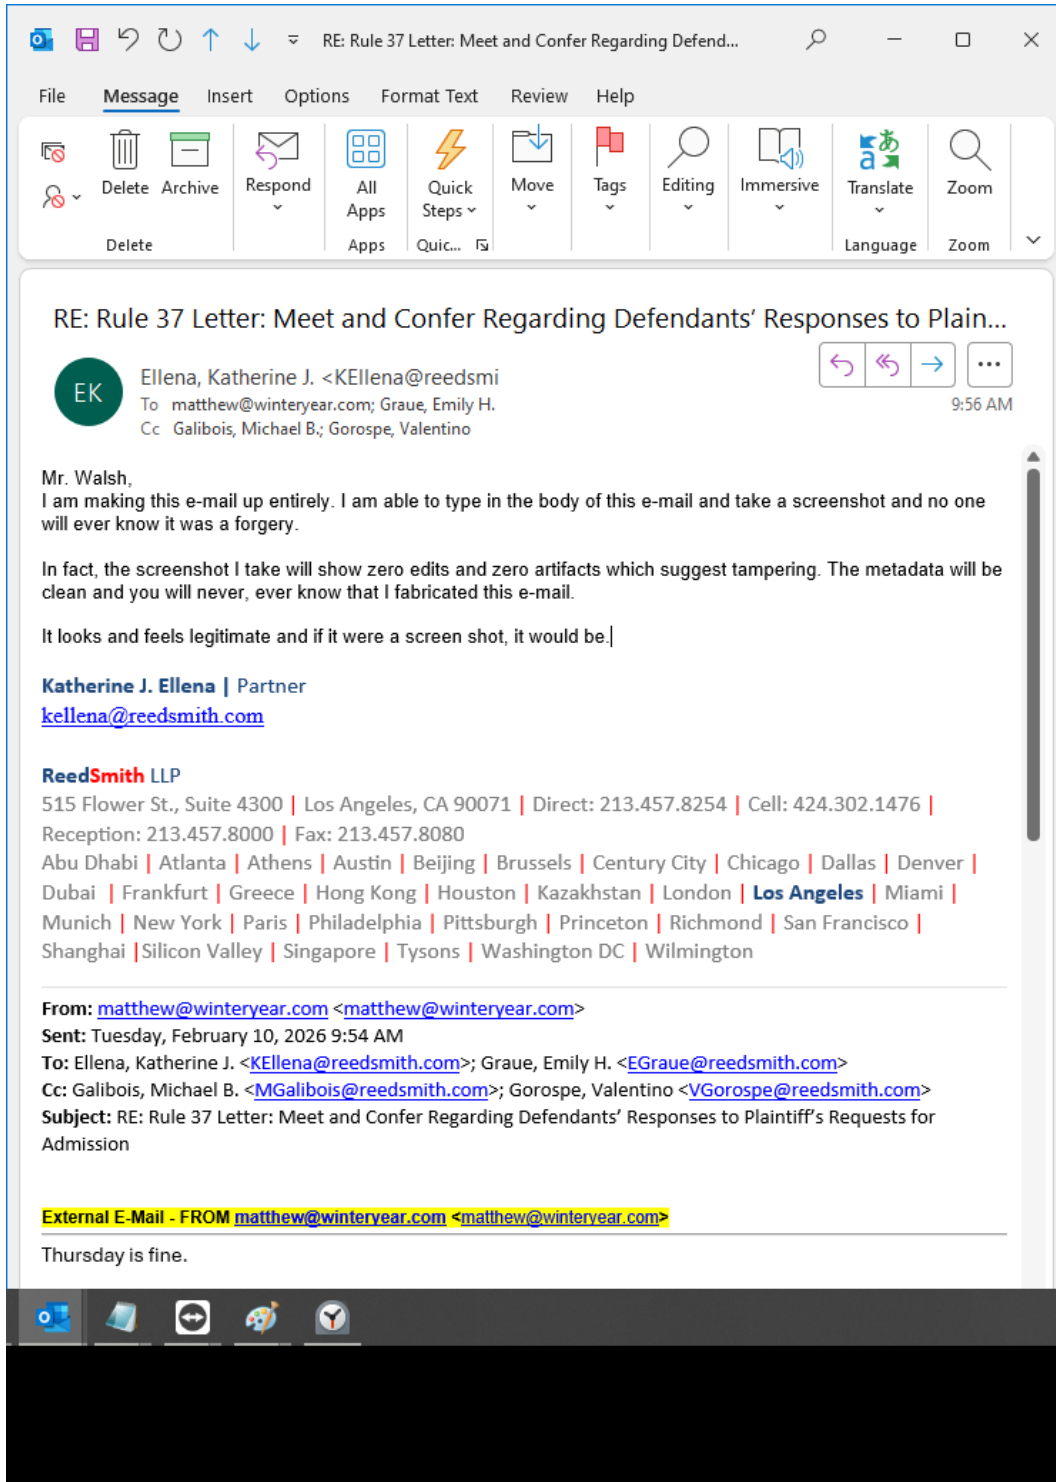 RE: Rule 37 Letter: Meet and Confer Regarding Defend...
File Message Insert Options Format Text Review Help
Delete Archive Respond All Apps Quick Steps Move Tags Editing Immersive Translate Zoom
Delete Apps Quic... Language Zoom
RE: Rule 37 Letter: Meet and Confer Regarding Defendants' Responses to Plain...
EK
Ellena, Katherine J. <KEllena@reedsmi
To matthew@winteryear.com; Graue, Emily H.
9:56 AM
Cc Galibois, Michael B.; Gorospe, Valentino
Mr. Walsh,
I am making this e-mail up entirely. I am able to type in the body of this e-mail and take a screenshot and no one
will ever know it was a forgery.
In fact, the screenshot I take will show zero edits and zero artifacts which suggest tampering. The metadata will be
clean and you will never, ever know that I fabricated this e-mail.
It looks and feels legitimate and if it were a screen shot, it would be.
Katherine J. Ellena | Partner
kellena@reedsmith.com
ReedSmith LLP
515 Flower St., Suite 4300 | Los Angeles, CA 90071 | Direct: 213.457.8254 | Cell: 424.302.1476 |
Reception: 213.457.8000 | Fax: 213.457.8080
Abu Dhabi | Atlanta | Athens | Austin | Beijing | Brussels | Century City | Chicago | Dallas | Denver |
Dubai | Frankfurt | Greece | Hong Kong | Houston | Kazakhstan | London | Los Angeles | Miami |
Munich | New York | Paris | Philadelphia | Pittsburgh | Princeton | Richmond | San Francisco |
Shanghai |Silicon Valley | Singapore | Tysons | Washington DC | Wilmington
From: matthew@winteryear.com <matthew@winteryear.com>
Sent: Tuesday, February 10, 2026 9:54 AM
To: Ellena, Katherine J. <KEllena@reedsmith.com>; Graue, Emily H. <EGraue@reedsmith.com>
Cc: Galibois, Michael B. <MGalibois@reedsmith.com>; Gorospe, Valentino <VGorospe@reedsmith.com>
Subject: RE: Rule 37 Letter: Meet and Confer Regarding Defendants' Responses to Plaintiff's Requests for
Admission
External E-Mail - FROM matthew@winteryear.com <matthew@winteryear.com>
Thursday is fine.